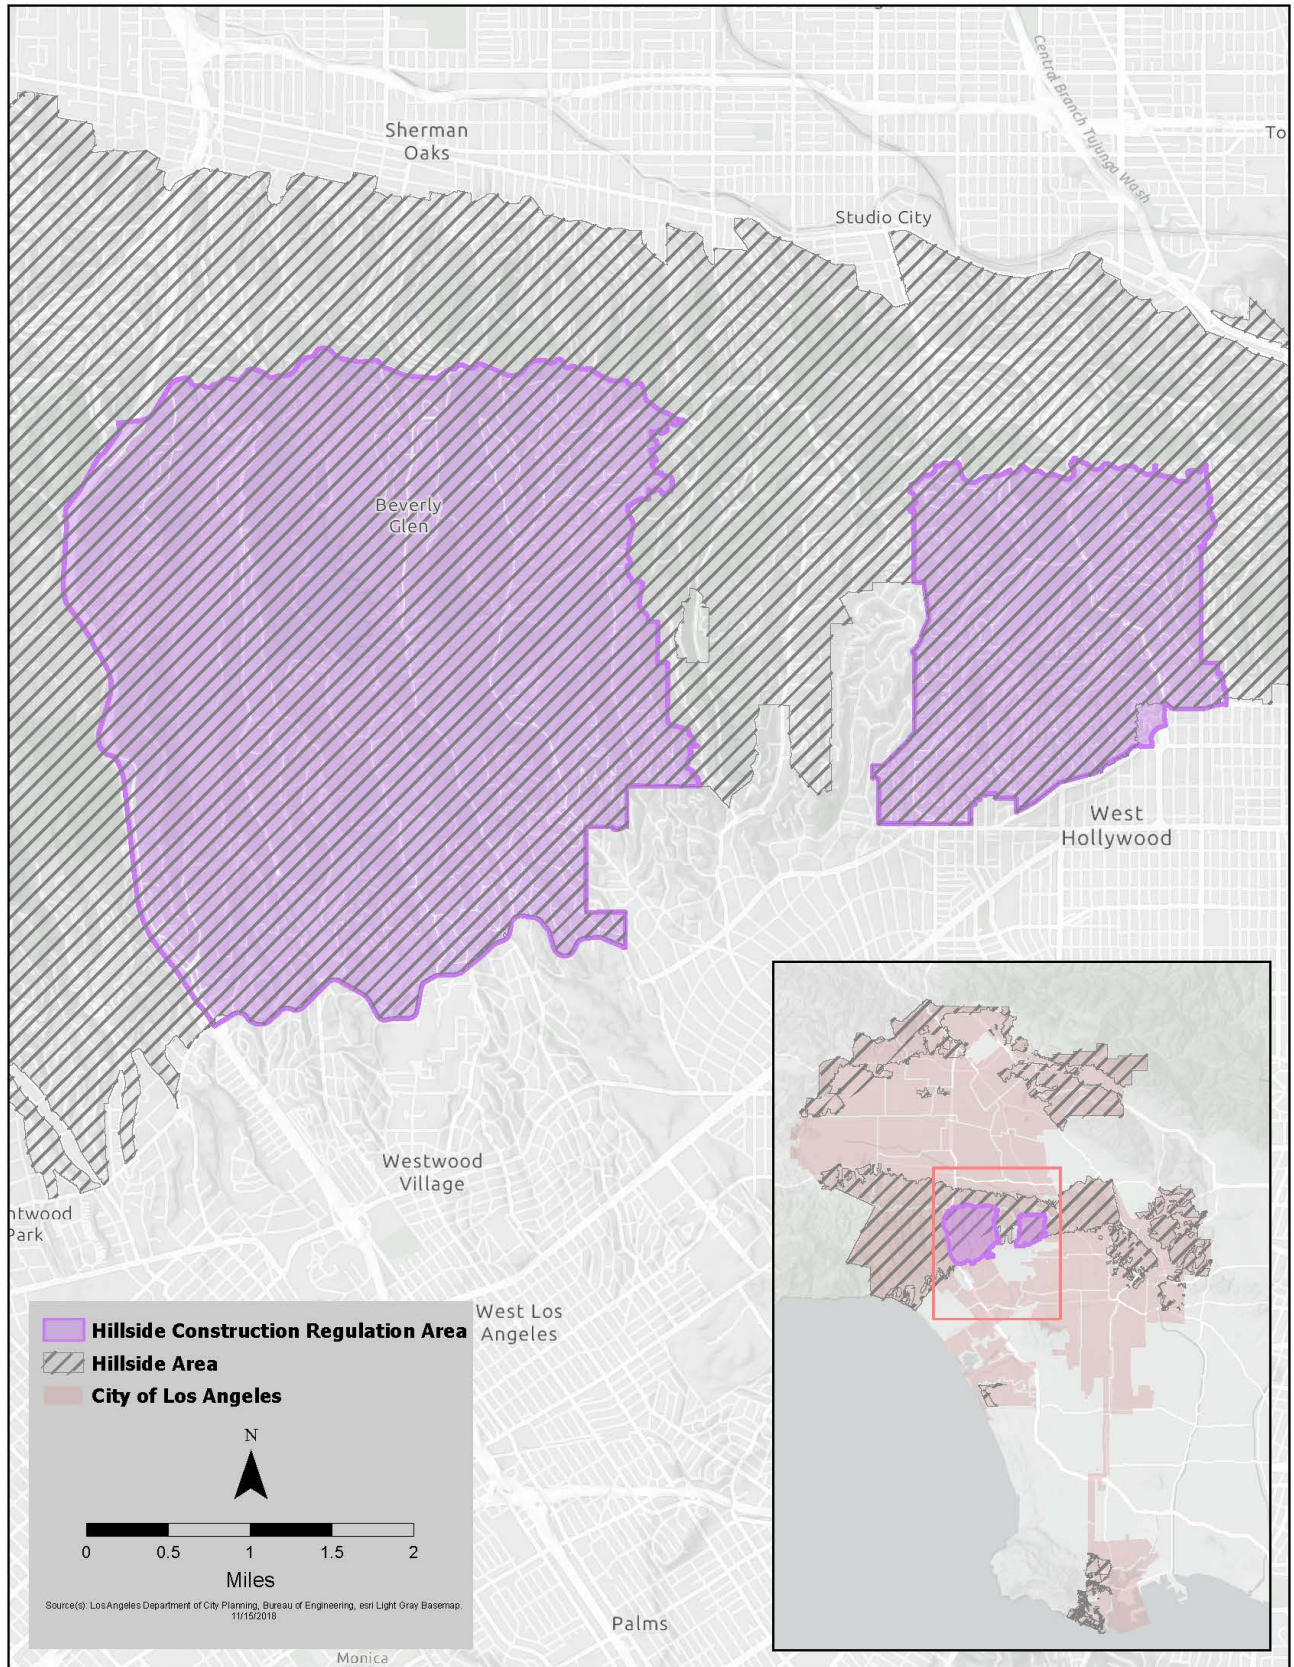 Central Branch Tujunga Wash
Sherman
Oaks
To
Studio City
Beverly
Glen
West
Hollywood
Westwood
Village
ntwood
Park
West Los
Angeles
Hillside Construction Regulation Area
Hillside Area
City of Los Angeles
N
0 0.5 1 1.5 2
Miles
Source(s): Los Angeles Department of City Planning, Bureau of Engineering, esri Light Gray Basemap.
11/15/2018
Palms
Monica